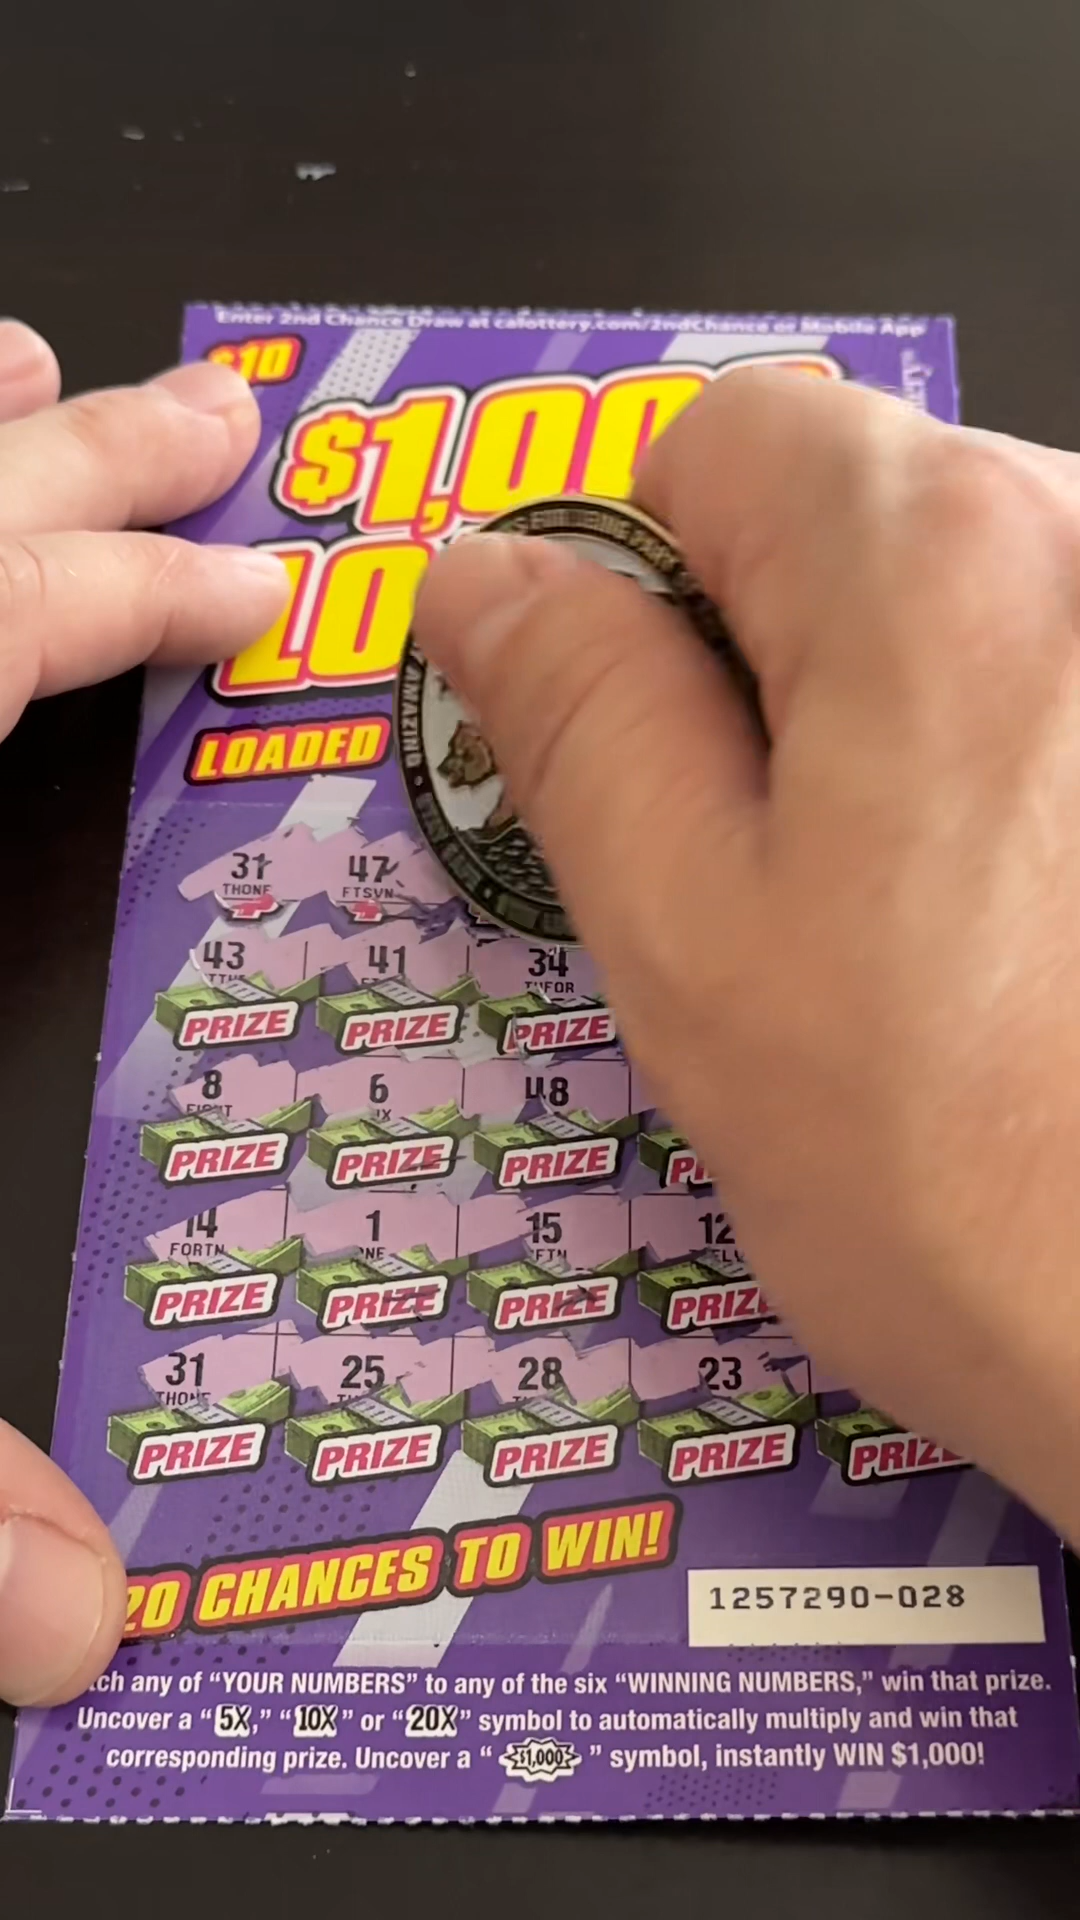 Enter 2nd Chance Draw at calottery.com/2ndChance or Mobile App
$10
$1,00
LOADED
AMAZING
31 47
THONE FTSVN
43 41 34
PRIZE PRIZE PRIZE
8 6 48
PRIZE PRIZE PRIZE
14 1 15 12
FORTN
PRIZE PRIZE PRIZE PRIZ
31 25 28 23
THONE
PRIZE PRIZE PRIZE PRIZE PRIZE
20 CHANCES TO WIN!
1257290-028
any of “YOUR NUMBERS” to any of the six “WINNING NUMBERS,” win that prize.
Uncover a “5X,” “10X” or “20X” symbol to automatically multiply and win that
corresponding prize. Uncover a “$1,000” symbol, instantly WIN $1,000!